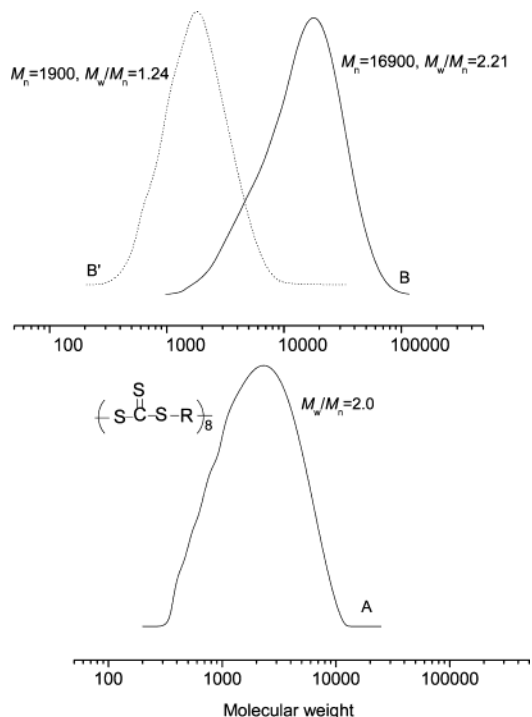 Mn=1900, Mw/Mn=1.24
Mn=16900, Mw/Mn=2.21
B'
B
100 1000 10000 100000
S
( S-C-S-R )8
Mw/Mn=2.0
A
100 1000 10000 100000
Molecular weight